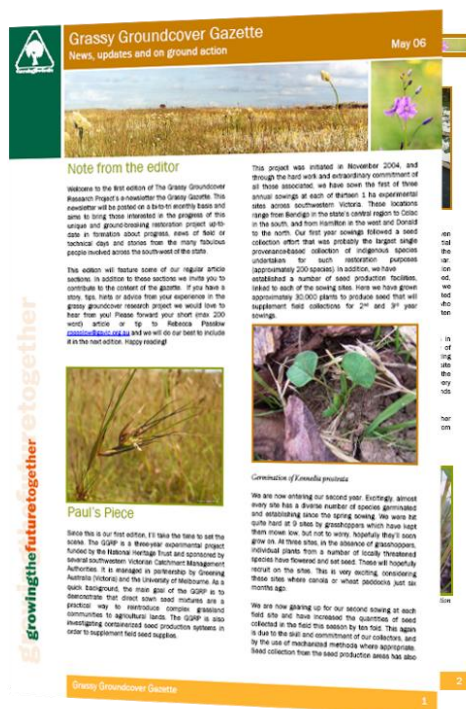 Grassy Groundcover Gazette
News, updates and on ground action
May 06
Note from the editor
Welcome to the first edition of The Grassy Groundcover
Research Project's e-newsletter the Grassy Gazette. This
newsletter will be posted on a bi-to tri monthly basis and
aims to bring those interested in the progress of this
unique and ground-breaking restoration project up-to-
date in formation about progress, news of field or
technical days and stories from the many fabulous
people involved across the southwest of the state.
This edition will feature some of our regular article
sections. In addition to these sections we invite you to
contribute to the content of the gazette. If you have a
story, tips, hints or advice from your experience in the
grassy groundcover research project we would love to
hear from you! Please forward your short (max 200
word) article or tip to Rebecca Passlow
and we will do our best to include
it in the next edition. Happy reading!
Paul's Piece
Since this is our first edition, I'll take the time to set the
scene. The GGRP is a three-year experimental project
funded by the National Heritage Trust and sponsored by
several southwestern Victorian Catchment Management
Authorities. It is managed in partnership by Greening
Australia (Victoria) and the University of Melbourne. As a
quick background, the main goal of the GGRP is to
demonstrate that direct sown seed mixtures are a
practical way to reintroduce complex grassland
communities to agricultural lands. The GGRP is also
investigating containerized seed production systems in
order to supplement field seed supplies.
This project was initiated in November 2004, and
through the hard work and extraordinary commitment of
all those associated, we have sown the first of three
annual sowings at each of thirteen 1 ha experimental
sites across southwestern Victoria. These locations
range from Bendigo in the state's central region to Colac
in the south, and from Hamilton in the west and Donald
to the north. Our first year sowings followed a seed
collection effort that was probably the largest single
provenance-based collection of indigenous species
undertaken for such restoration purposes
(approximately 200 species). In addition, we have
established a number of seed production facilities,
linked to each of the sowing sites. Here we have grown
approximately 30,000 plants to produce seed that will
supplement field collections for 2nd and 3rd year
sowings.
Germination of Kennedia prostrata
We are now entering our second year. Excitingly, almost
every site has a diverse number of species germinated
and establishing since the spring sowing. We were hit
quite hard at 9 sites by grasshoppers which have kept
them mown low, but not to worry, hopefully they'll soon
grow on. At three sites, in the absence of grasshoppers,
individual plants from a number of locally threatened
species have flowered and set seed. These will hopefully
recruit on the site. This is very exciting, considering
these sites where canola or wheat paddocks just six
months ago.
We are now gearing up for our second sowing at each
field site and have increased the quantities of seed
collected in the field this season by ten fold. This again
is due to the skill and commitment of our collectors, and
by the use of mechanized methods where appropriate.
Seed collection from the seed production areas has also
growingthefuturetogether
Grassy Groundcover Gazette
1
2